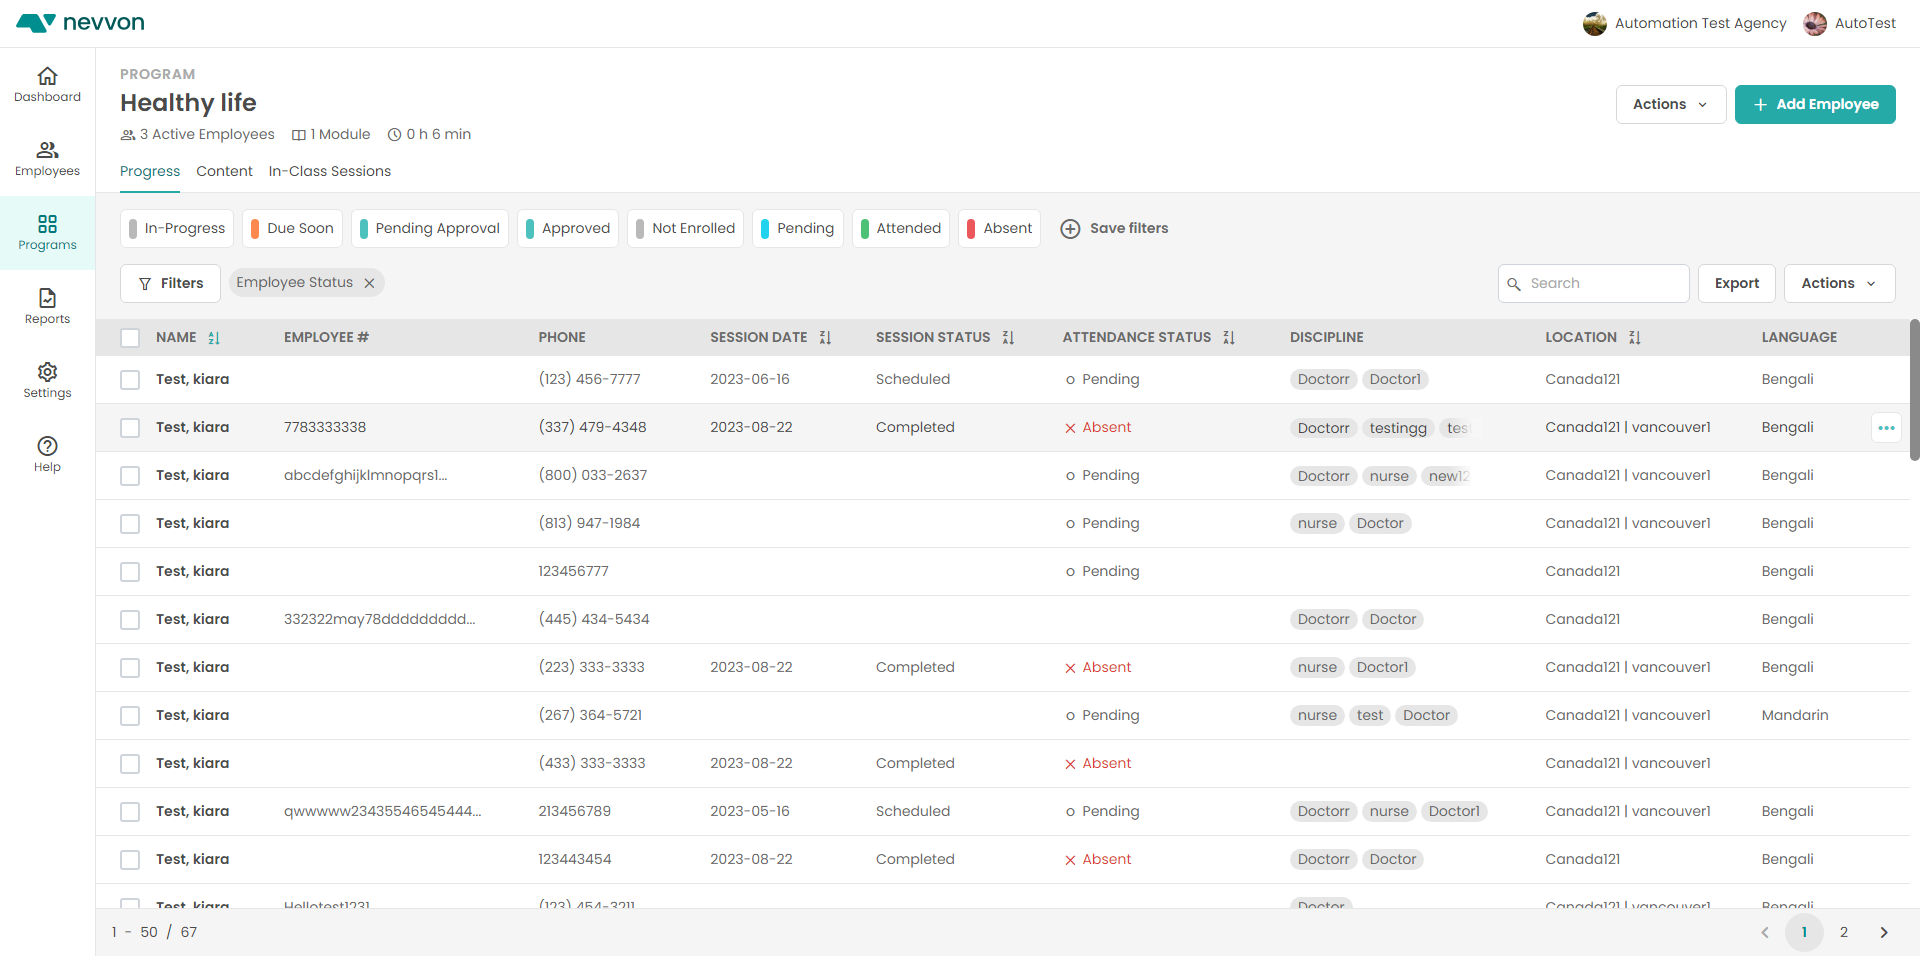 nevvon
Automation Test Agency AutoTest
Dashboard
Employees
Programs
Reports
Settings
Help
PROGRAM
Healthy life
Actions + Add Employee
3 Active Employees 1 Module 0 h 6 min
Progress Content In-Class Sessions
In-Progress Due Soon Pending Approval Approved Not Enrolled Pending Attended Absent Save filters
Filters Employee Status Search Export Actions
NAME EMPLOYEE # PHONE SESSION DATE SESSION STATUS ATTENDANCE STATUS DISCIPLINE LOCATION LANGUAGE
Test, kiara (123) 456-7777 2023-06-16 Scheduled Pending Doctorr Doctor1 Canada121 Bengali
Test, kiara 7783333338 (337) 479-4348 2023-08-22 Completed Absent Doctorr testingg tes Canada121 | vancouver1 Bengali
Test, kiara abcdefghijklmnopqrs1... (800) 033-2637 Pending Doctorr nurse new12 Canada121 | vancouver1 Bengali
Test, kiara (813) 947-1984 Pending nurse Doctor Canada121 | vancouver1 Bengali
Test, kiara 123456777 Pending Canada121 Bengali
Test, kiara 332322may78ddddddddd... (445) 434-5434 Doctorr Doctor Canada121 Bengali
Test, kiara (223) 333-3333 2023-08-22 Completed Absent nurse Doctor1 Canada121 | vancouver1 Bengali
Test, kiara (267) 364-5721 Pending nurse test Doctor Canada121 | vancouver1 Mandarin
Test, kiara (433) 333-3333 2023-08-22 Completed Absent Canada121 | vancouver1
Test, kiara qwwwww23435546545444... 213456789 2023-05-16 Scheduled Pending Doctorr nurse Doctor1 Canada121 | vancouver1 Bengali
Test, kiara 123443454 2023-08-22 Completed Absent Doctorr Doctor Canada121 Bengali
Test, kiara Hellotest1231 (123) 454-3211 Doctor Canada121 | vancouver1 Bengali
1 - 50 / 67 1 2